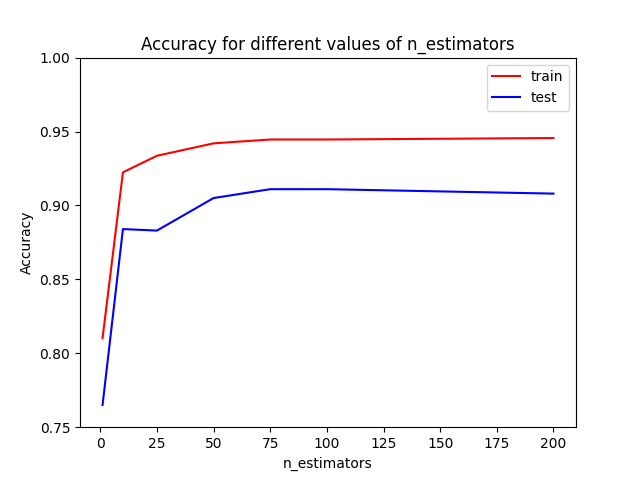 Accuracy for different values of n_estimators
1.00
0.95
0.90
0.85
0.80
0.75
Accuracy
train
test
0 25 50 75 100 125 150 175 200
n_estimators